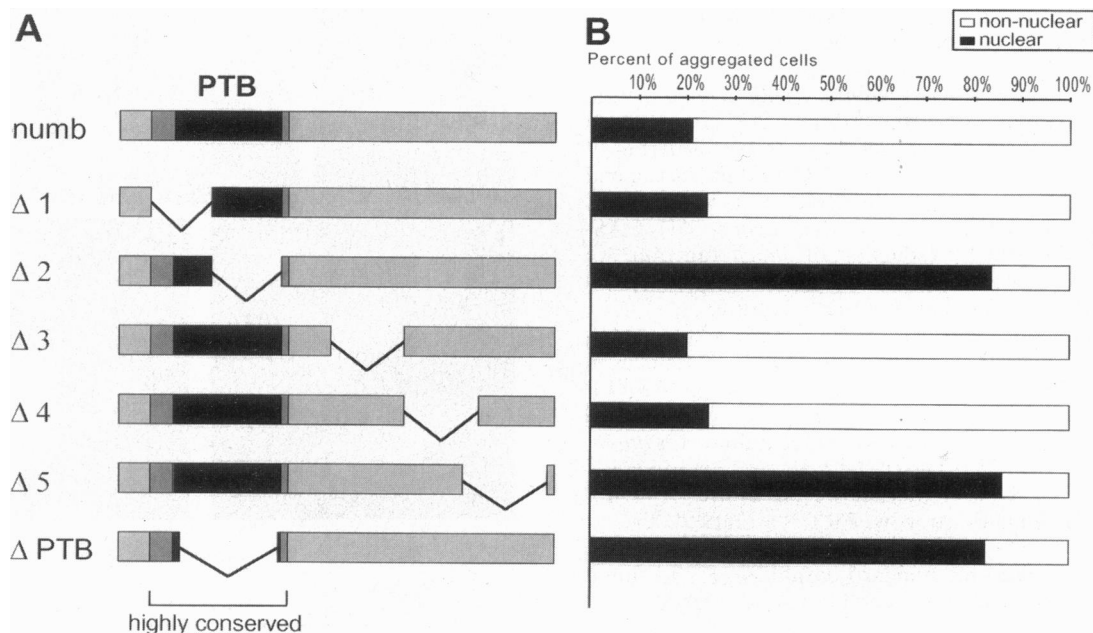 A
PTB
numb
Δ 1
Δ 2
Δ 3
Δ 4
Δ 5
Δ PTB
highly conserved
B
non-nuclear
nuclear
Percent of aggregated cells
10% 20% 30% 40% 50% 60% 70% 80% 90% 100%